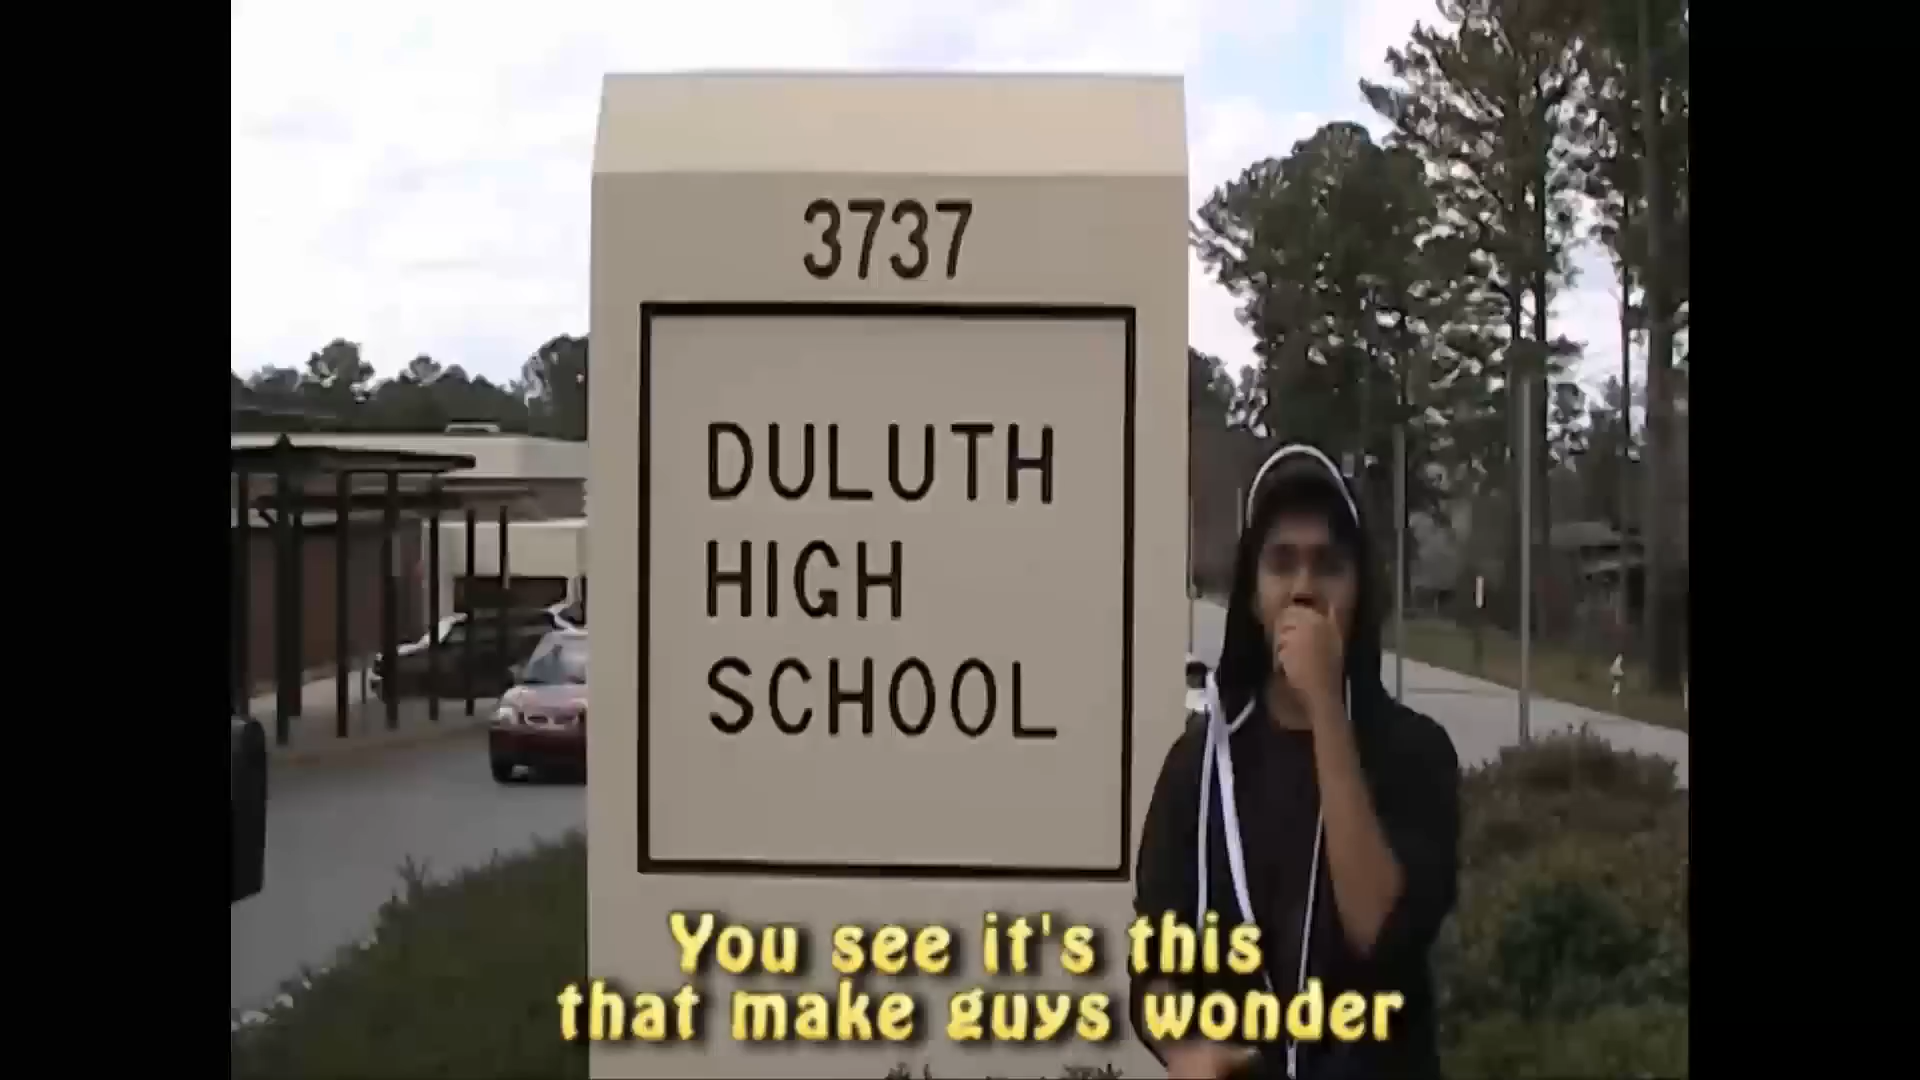 3737
DULUTH
HIGH
SCHOOL
You see it's this
that make guys wonder